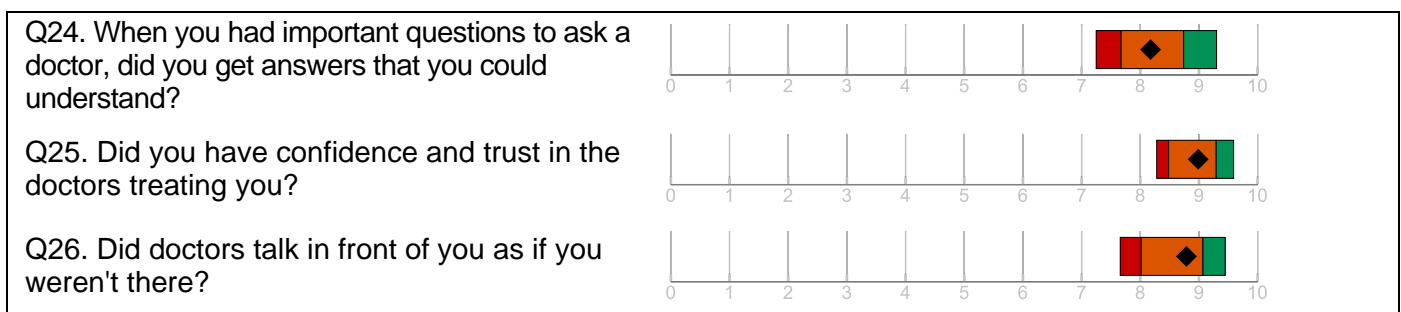 Q24. When you had important questions to ask a
doctor, did you get answers that you could
understand?
0 1 2 3 4 5 6 7 8 9 10
Q25. Did you have confidence and trust in the
doctors treating you?
0 1 2 3 4 5 6 7 8 9 10
Q26. Did doctors talk in front of you as if you
weren't there?
0 1 2 3 4 5 6 7 8 9 10